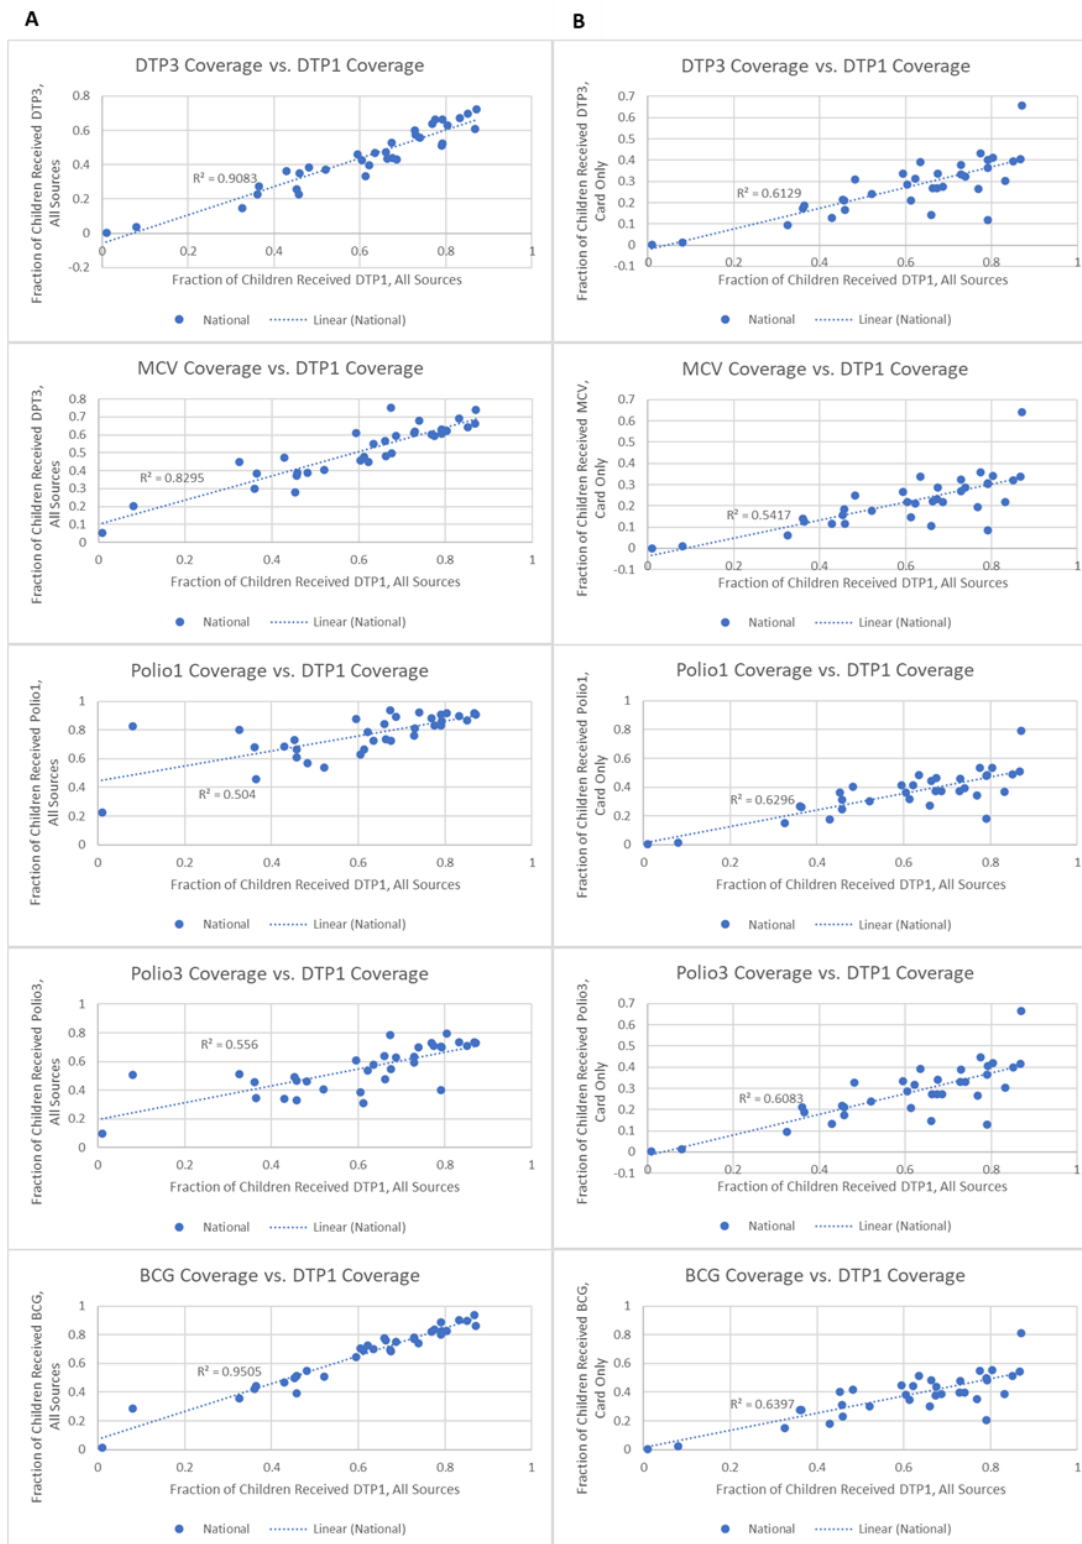 A
B
DTP3 Coverage vs. DTP1 Coverage
Fraction of Children Received DTP3,
All Sources
0.8
0.6
0.4
0.2
0
-0.2
R² = 0.9083
0
0.2
0.4
0.6
0.8
1
Fraction of Children Received DTP1, All Sources
National
Linear (National)
DTP3 Coverage vs. DTP1 Coverage
Fraction of Children Received DTP3,
Card Only
0.7
0.6
0.5
0.4
0.3
0.2
0.1
0
-0.1
R² = 0.6129
0
0.2
0.4
0.6
0.8
1
Fraction of Children Received DTP1, All Sources
National
Linear (National)
MCV Coverage vs. DTP1 Coverage
Fraction of Children Received DPT3,
All Sources
0.8
0.7
0.6
0.5
0.4
0.3
0.2
0.1
0
R² = 0.8295
0
0.2
0.4
0.6
0.8
1
Fraction of Children Received DTP1, All Sources
National
Linear (National)
MCV Coverage vs. DTP1 Coverage
Fraction of Children Received MCV,
Card Only
0.7
0.6
0.5
0.4
0.3
0.2
0.1
0
-0.1
R² = 0.5417
0
0.2
0.4
0.6
0.8
1
Fraction of Children Received DTP1, All Sources
National
Linear (National)
Polio1 Coverage vs. DTP1 Coverage
Fraction of Children Received Polio1,
All Sources
1
0.8
0.6
0.4
0.2
0
R² = 0.504
0
0.2
0.4
0.6
0.8
1
Fraction of Children Received DTP1, All Sources
National
Linear (National)
Polio1 Coverage vs. DTP1 Coverage
Fraction of Children Received Polio1,
Card Only
1
0.8
0.6
0.4
0.2
0
R² = 0.6296
0
0.2
0.4
0.6
0.8
1
Fraction of Children Received DTP1, All Sources
National
Linear (National)
Polio3 Coverage vs. DTP1 Coverage
Fraction of Children Received Polio3,
All Sources
1
0.8
0.6
0.4
0.2
0
R² = 0.556
0
0.2
0.4
0.6
0.8
1
Fraction of Children Received DTP1, All Sources
National
Linear (National)
Polio3 Coverage vs. DTP1 Coverage
Fraction of Children Received Polio3,
Card Only
0.7
0.6
0.5
0.4
0.3
0.2
0.1
0
-0.1
R² = 0.6083
0
0.2
0.4
0.6
0.8
1
Fraction of Children Received DTP1, All Sources
National
Linear (National)
BCG Coverage vs. DTP1 Coverage
Fraction of Children Received BCG,
All Sources
1
0.8
0.6
0.4
0.2
0
R² = 0.9505
0
0.2
0.4
0.6
0.8
1
Fraction of Children Received DTP1, All Sources
National
Linear (National)
BCG Coverage vs. DTP1 Coverage
Fraction of Children Received BCG,
Card Only
1
0.8
0.6
0.4
0.2
0
R² = 0.6397
0
0.2
0.4
0.6
0.8
1
Fraction of Children Received DTP1, All Sources
National
Linear (National)